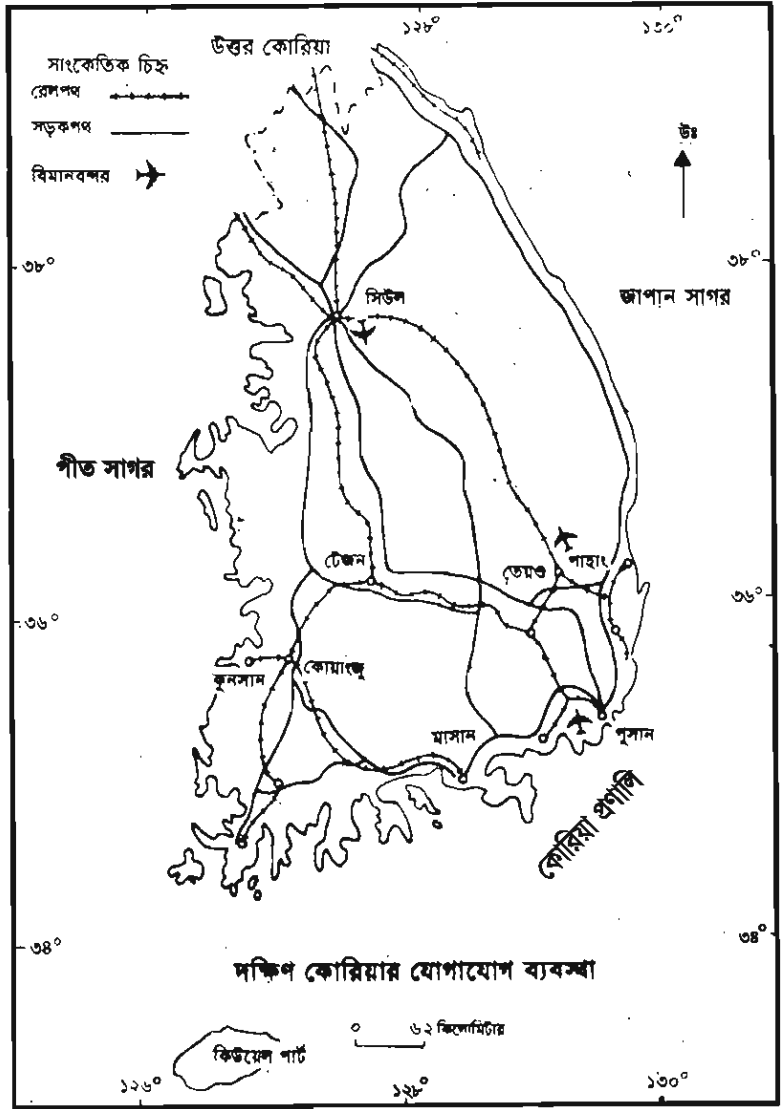 ১২৮°
১৩০°
উত্তর কোরিয়া
সাংকেতিক চিহ্ন
রেলপথ
সড়কপথ
বিমানবন্দর
উঃ
৩৮°
৩৮°
সিউল
জাপান সাগর
পীত সাগর
টেজন
তেয়গু
পাহাং
৩৬°
৩৬°
কুনসান
কোয়াংজু
মাসান
পুসান
কোরিয়া প্রণালি
৩৪°
৩৪°
দক্ষিণ কোরিয়ার যোগাযোগ ব্যবস্থা
০ ৬২ কিলোমিটার
কিউয়েল পার্ট
১২৬°
১২৮°
১৩০°